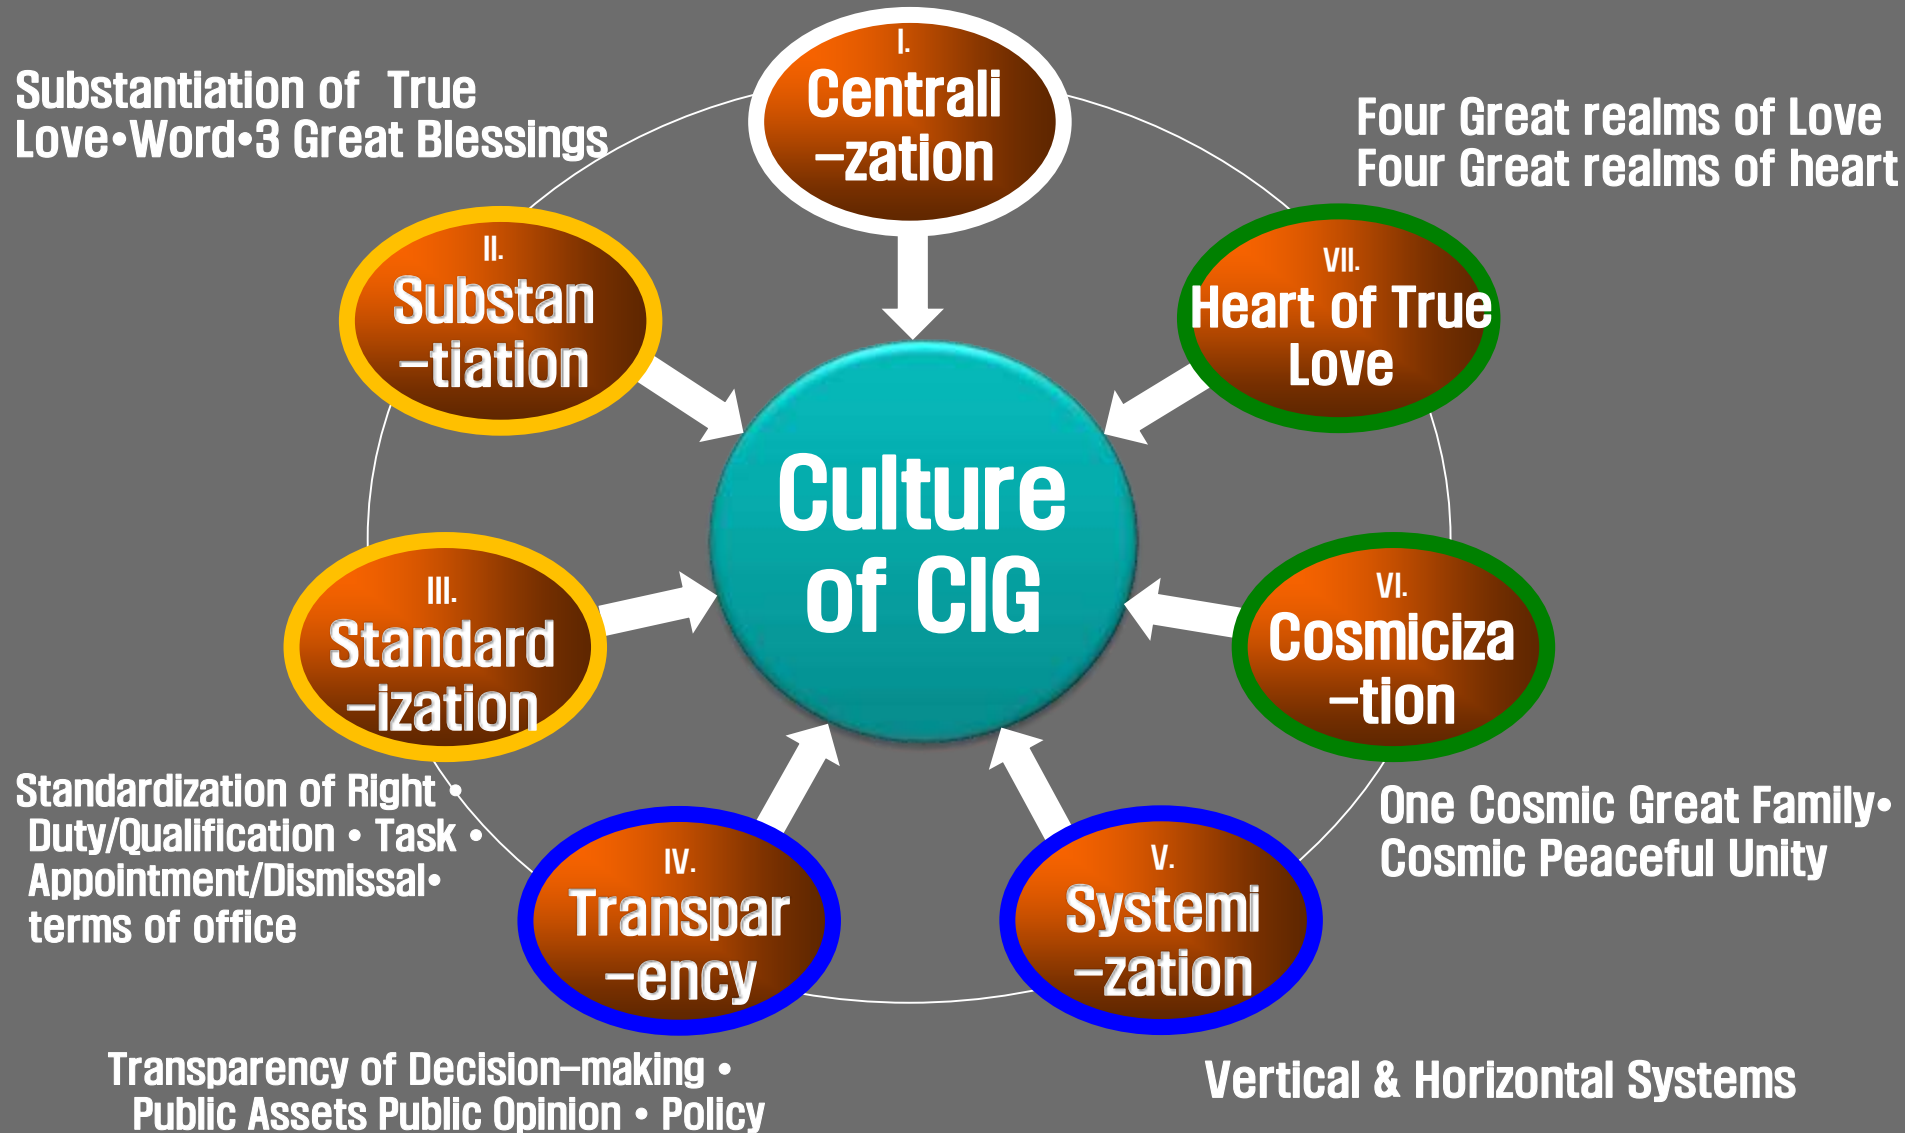 I.
Centrali
-zation
Substantiation of True
Love•Word•3 Great Blessings
II.
Substan
-tiation
III.
Standard
-ization
Standardization of Right •
Duty/Qualification • Task •
Appointment/Dismissal•
terms of office
IV.
Transpar
-ency
Transparency of Decision-making •
Public Assets Public Opinion • Policy
V.
Systemi
-zation
Vertical & Horizontal Systems
VI.
Cosmiciza
-tion
One Cosmic Great Family•
Cosmic Peaceful Unity
VII.
Heart of True
Love
Four Great realms of Love
Four Great realms of heart
Culture
of CIG